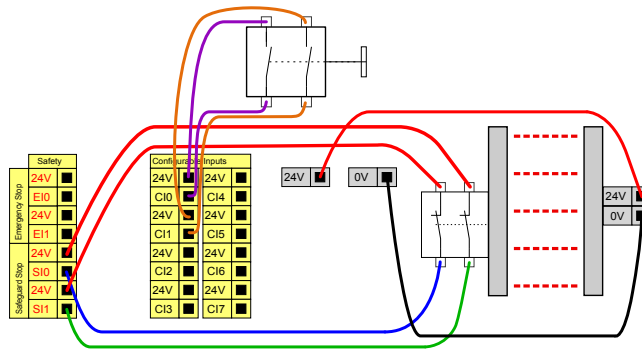 Safety
Emergency Stop
24V
EI0
24V
EI1
Safeguard Stop
24V
SI0
24V
SI1
Configurable Inputs
24V 24V
CI0 CI4
24V 24V
CI1 CI5
24V 24V
CI2 CI6
24V 24V
CI3 CI7
24V
0V
24V
0V